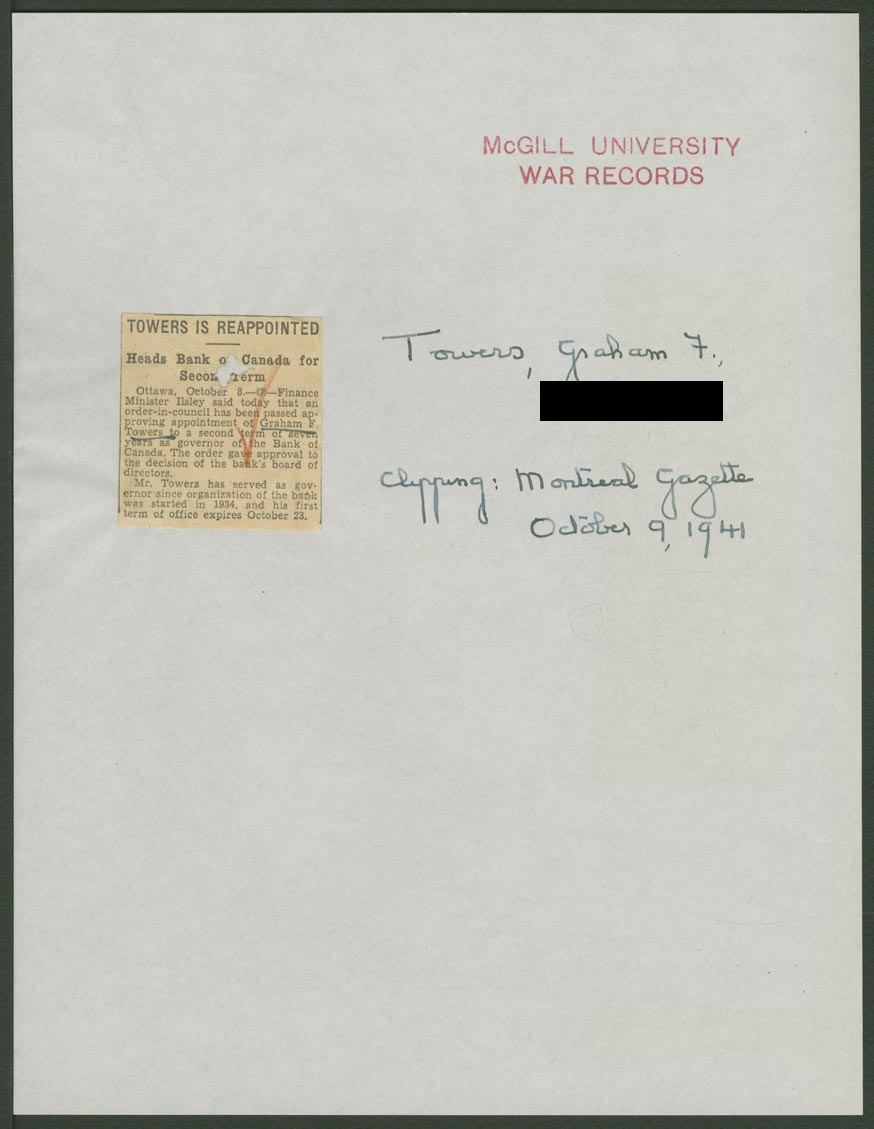 McGILL UNIVERSITY
WAR RECORDS
TOWERS IS REAPPOINTED
Heads Bank of Canada for
Second Term
Ottawa, October 8.—Finance
Minister Ilsley said today that an
order-in-council has been passed ap-
proving appointment of Graham F.
Towers to a second term of seven
years as governor of the Bank of
Canada. The order gave approval to
the decision of the bank's board of
directors.
Mr. Towers has served as gov-
ernor since organization of the bank
was started in 1934, and his first
term of office expires October 23.
Towers, Graham F.,
Clipping: Montreal Gazette
October 9, 1941